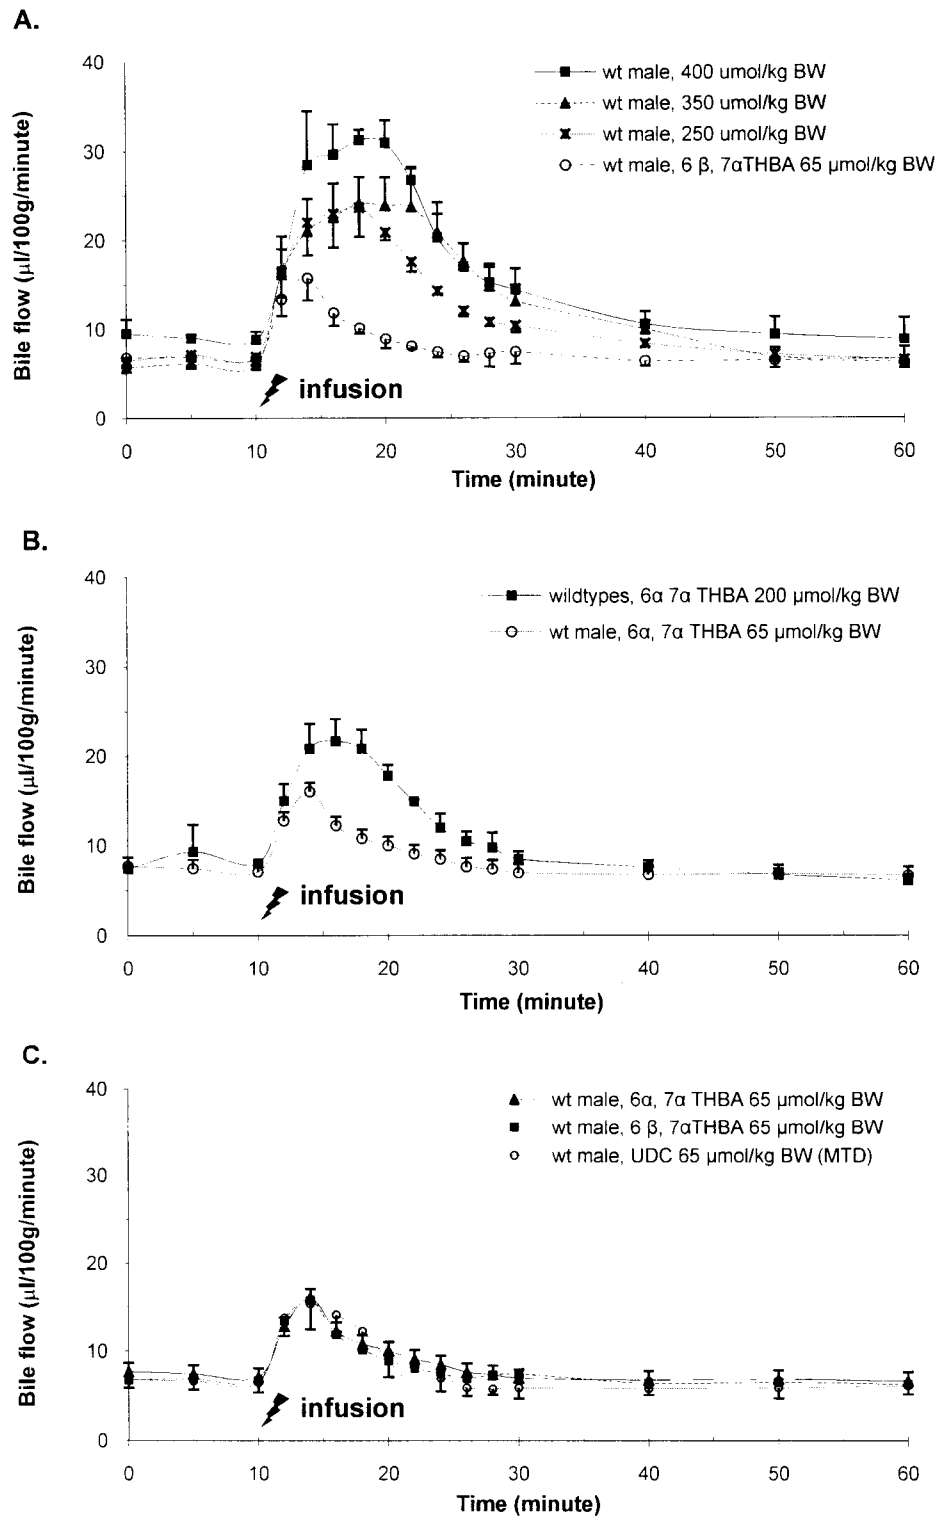 A.
40
30
20
10
0
Bile flow (µl/100g/minute)
wt male, 400 umol/kg BW
wt male, 350 umol/kg BW
wt male, 250 umol/kg BW
wt male, 6 β, 7αTHBA 65 µmol/kg BW
infusion
0 10 20 30 40 50 60
Time (minute)
B.
40
30
20
10
0
Bile flow (µl/100g/minute)
wildtypes, 6α 7α THBA 200 µmol/kg BW
wt male, 6α, 7α THBA 65 µmol/kg BW
infusion
0 10 20 30 40 50 60
Time (minute)
C.
40
30
20
10
0
Bile flow (µl/100g/minute)
wt male, 6α, 7α THBA 65 µmol/kg BW
wt male, 6 β, 7αTHBA 65 µmol/kg BW
wt male, UDC 65 µmol/kg BW (MTD)
infusion
0 10 20 30 40 50 60
Time (minute)